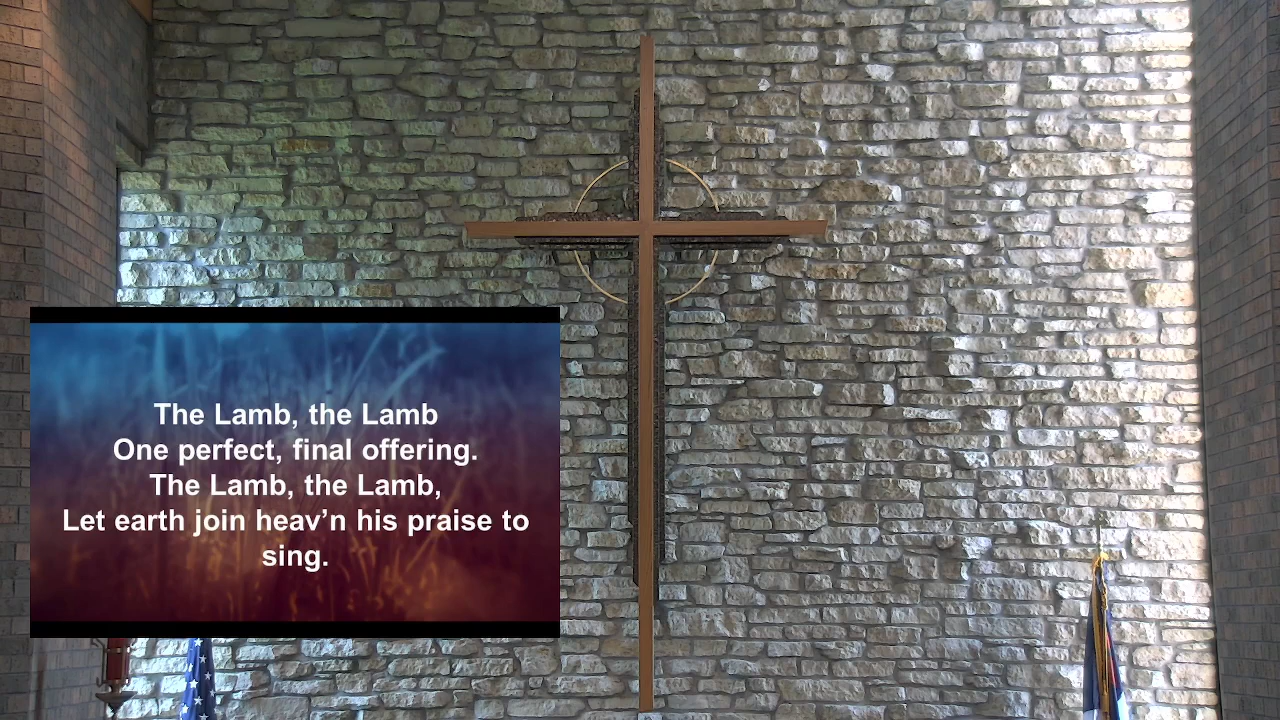 The Lamb, the Lamb
One perfect, final offering.
The Lamb, the Lamb,
Let earth join heav’n his praise to
sing.